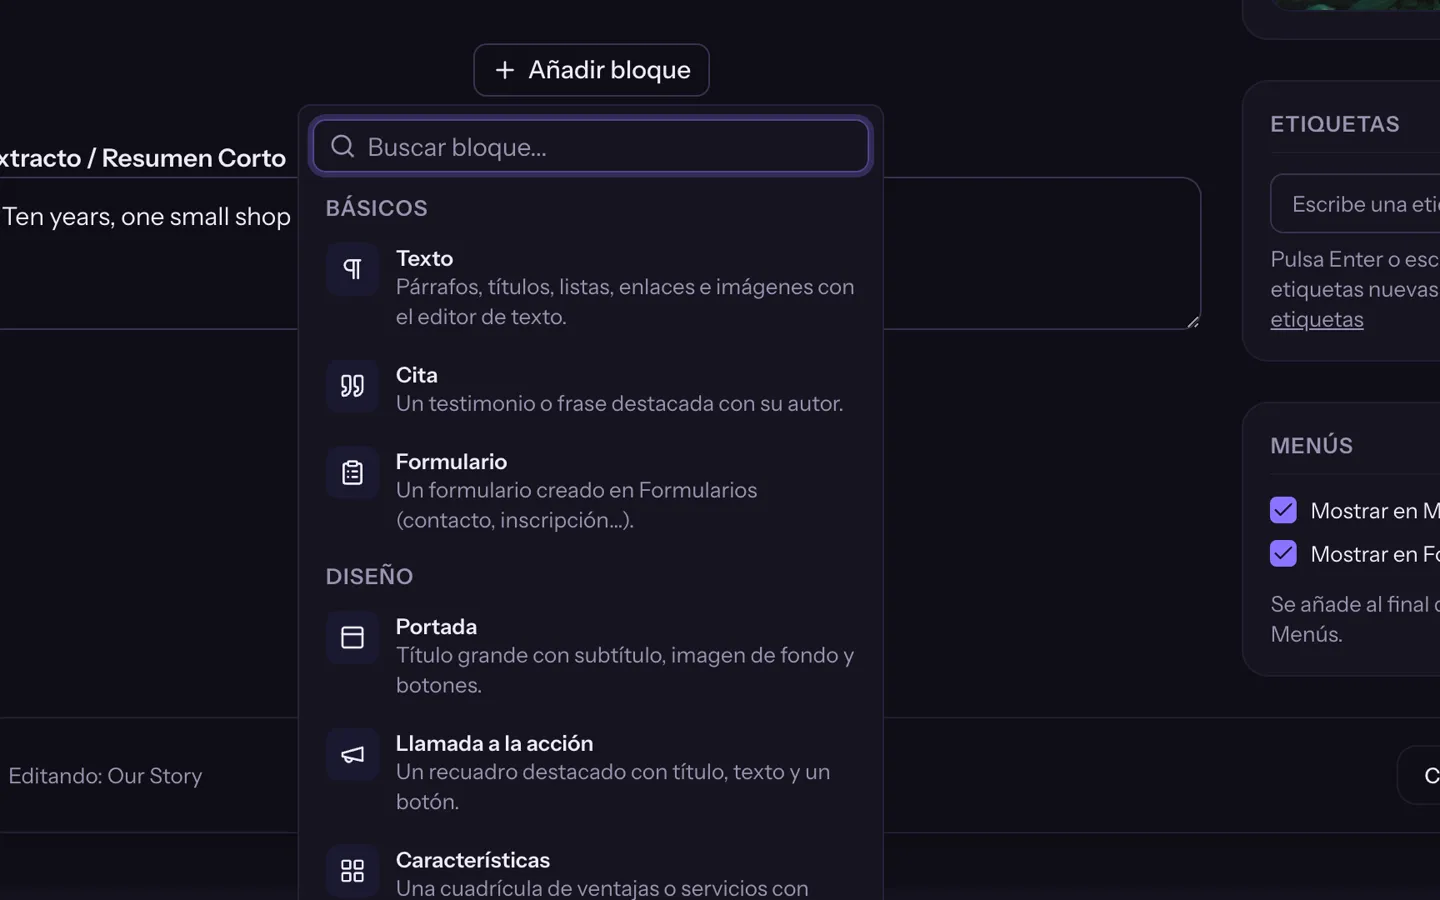 Añadir bloque
Buscar bloque...
xtracto / Resumen Corto
Ten years, one small shop
BÁSICOS
Texto
Párrafos, títulos, listas, enlaces e imágenes con
el editor de texto.
Cita
Un testimonio o frase destacada con su autor.
Formulario
Un formulario creado en Formularios
(contacto, inscripción...).
DISEÑO
Portada
Título grande con subtítulo, imagen de fondo y
botones.
Llamada a la acción
Un recuadro destacado con título, texto y un
botón.
Características
Una cuadrícula de ventajas o servicios con
Editando: Our Story
ETIQUETAS
Escribe una eti
Pulsa Enter o esc
etiquetas nuevas
etiquetas
MENÚS
Mostrar en M
Mostrar en Fo
Se añade al final
Menús.
C